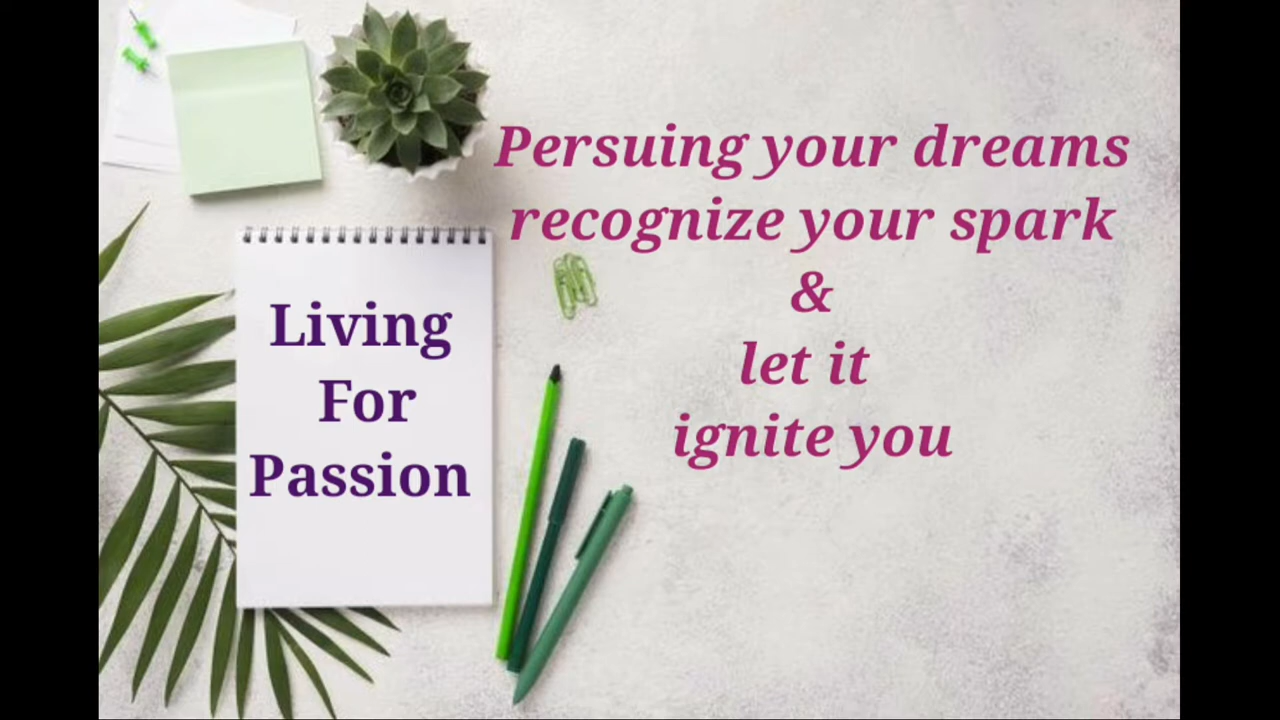 Living
For
Passion
Persuing your dreams
recognize your spark
&
let it
ignite you